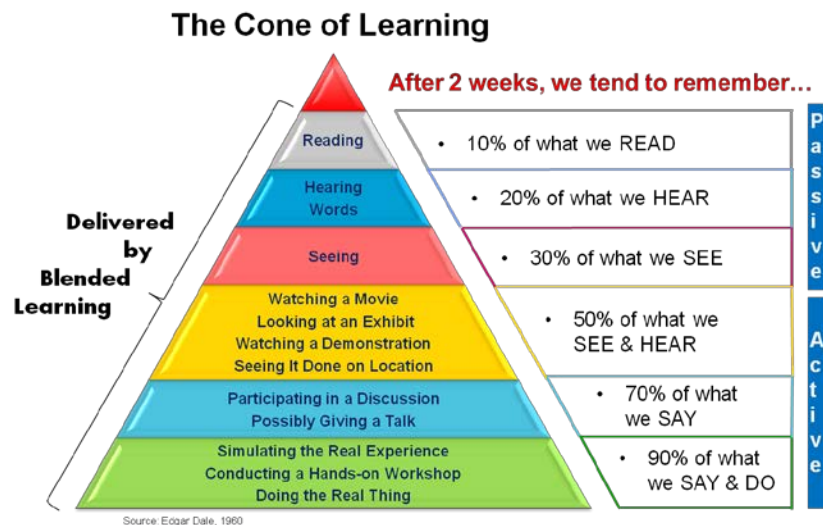 The Cone of Learning
After 2 weeks, we tend to remember…
Reading
• 10% of what we READ
Hearing
Words
• 20% of what we HEAR
Seeing
• 30% of what we SEE
Watching a Movie
Looking at an Exhibit
Watching a Demonstration
Seeing It Done on Location
• 50% of what we
SEE & HEAR
Participating in a Discussion
Possibly Giving a Talk
• 70% of what
we SAY
Simulating the Real Experience
Conducting a Hands-on Workshop
Doing the Real Thing
• 90% of what
we SAY & DO
Delivered
by
Blended
Learning
Passive
Active
Source: Edgar Dale, 1960